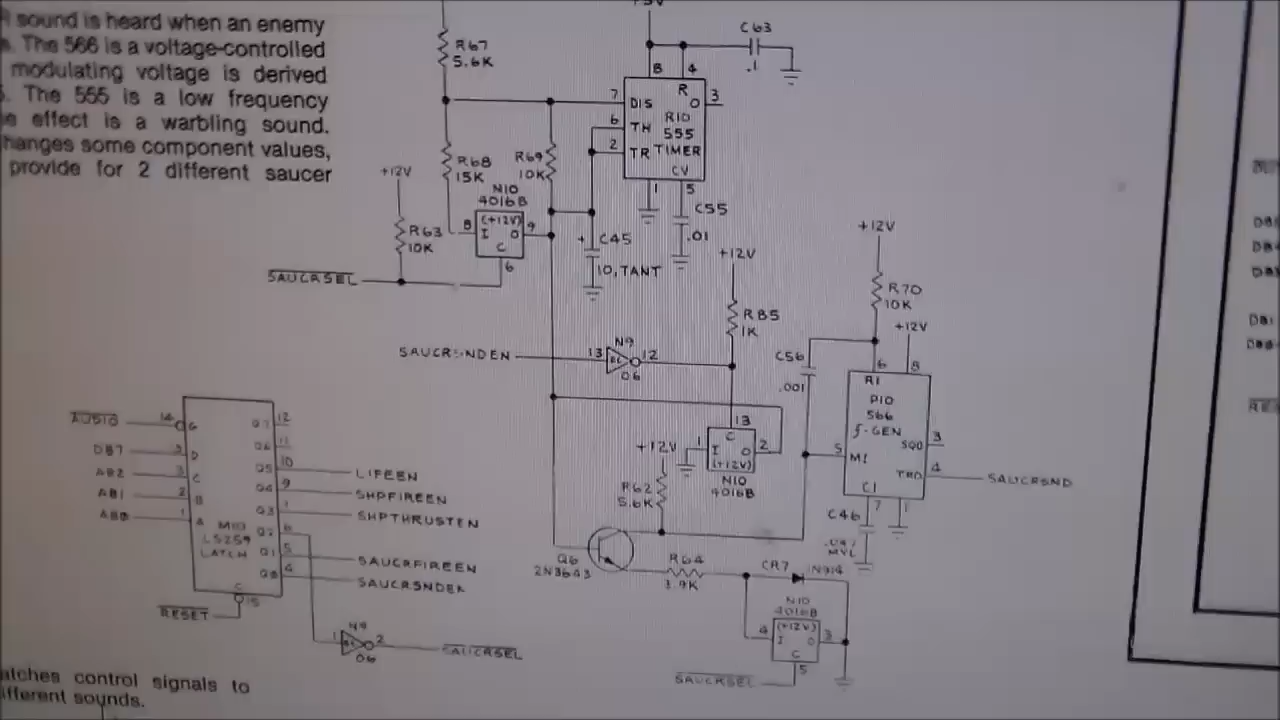 sound is heard when an enemy
The 566 is a voltage-controlled
modulating voltage is derived
The 555 is a low frequency
effect is a warbling sound.
hanges some component values,
provide for 2 different saucer
R67
5.6K
C63
.1
8 4
7 DIS R O 3
6 TH R10
555
2 TR TIMER
CV
1 5
R68
15K
R69
10K
+12V
R63
10K
N10
4016B
(+12V)
8 I O 9
C
6
+ C45
10, TANT
C55
.01
SAUCRSEL
+12V
R85
1K
+12V
R70
10K
+12V
SAUCRSNDEN 13 N9 12
06
C56
.001
6 8
R1
P10
566
f-GEN
SQO 3
5 MI
TRO 4 SAUCRSND
C1
7 1
C46
13
C
1 I O 2
(+12V)
N10
4016B
+12V
R62
5.6K
AUDIO 14 G Q7 12
DB7 3 D Q6 11
AB2 3 C Q5 10 LIFEEN
AB1 2 B Q4 9 SHPFIREEN
AB0 1 A Q3 7 SHPTHRUSTEN
M10 Q2 6
LS259
LATCH Q1 5 SAUCRFIREEN
Q0 4 SAUCRSNDEN
C
RESET 15
N9
1 2 SAUCRSEL
06
Q6
2N3643
R64
3.9K
CR7 1N914
N10
4016B
(+12V)
4 I O 3
C
5
SAUCRSEL
atches control signals to
ifferent sounds.